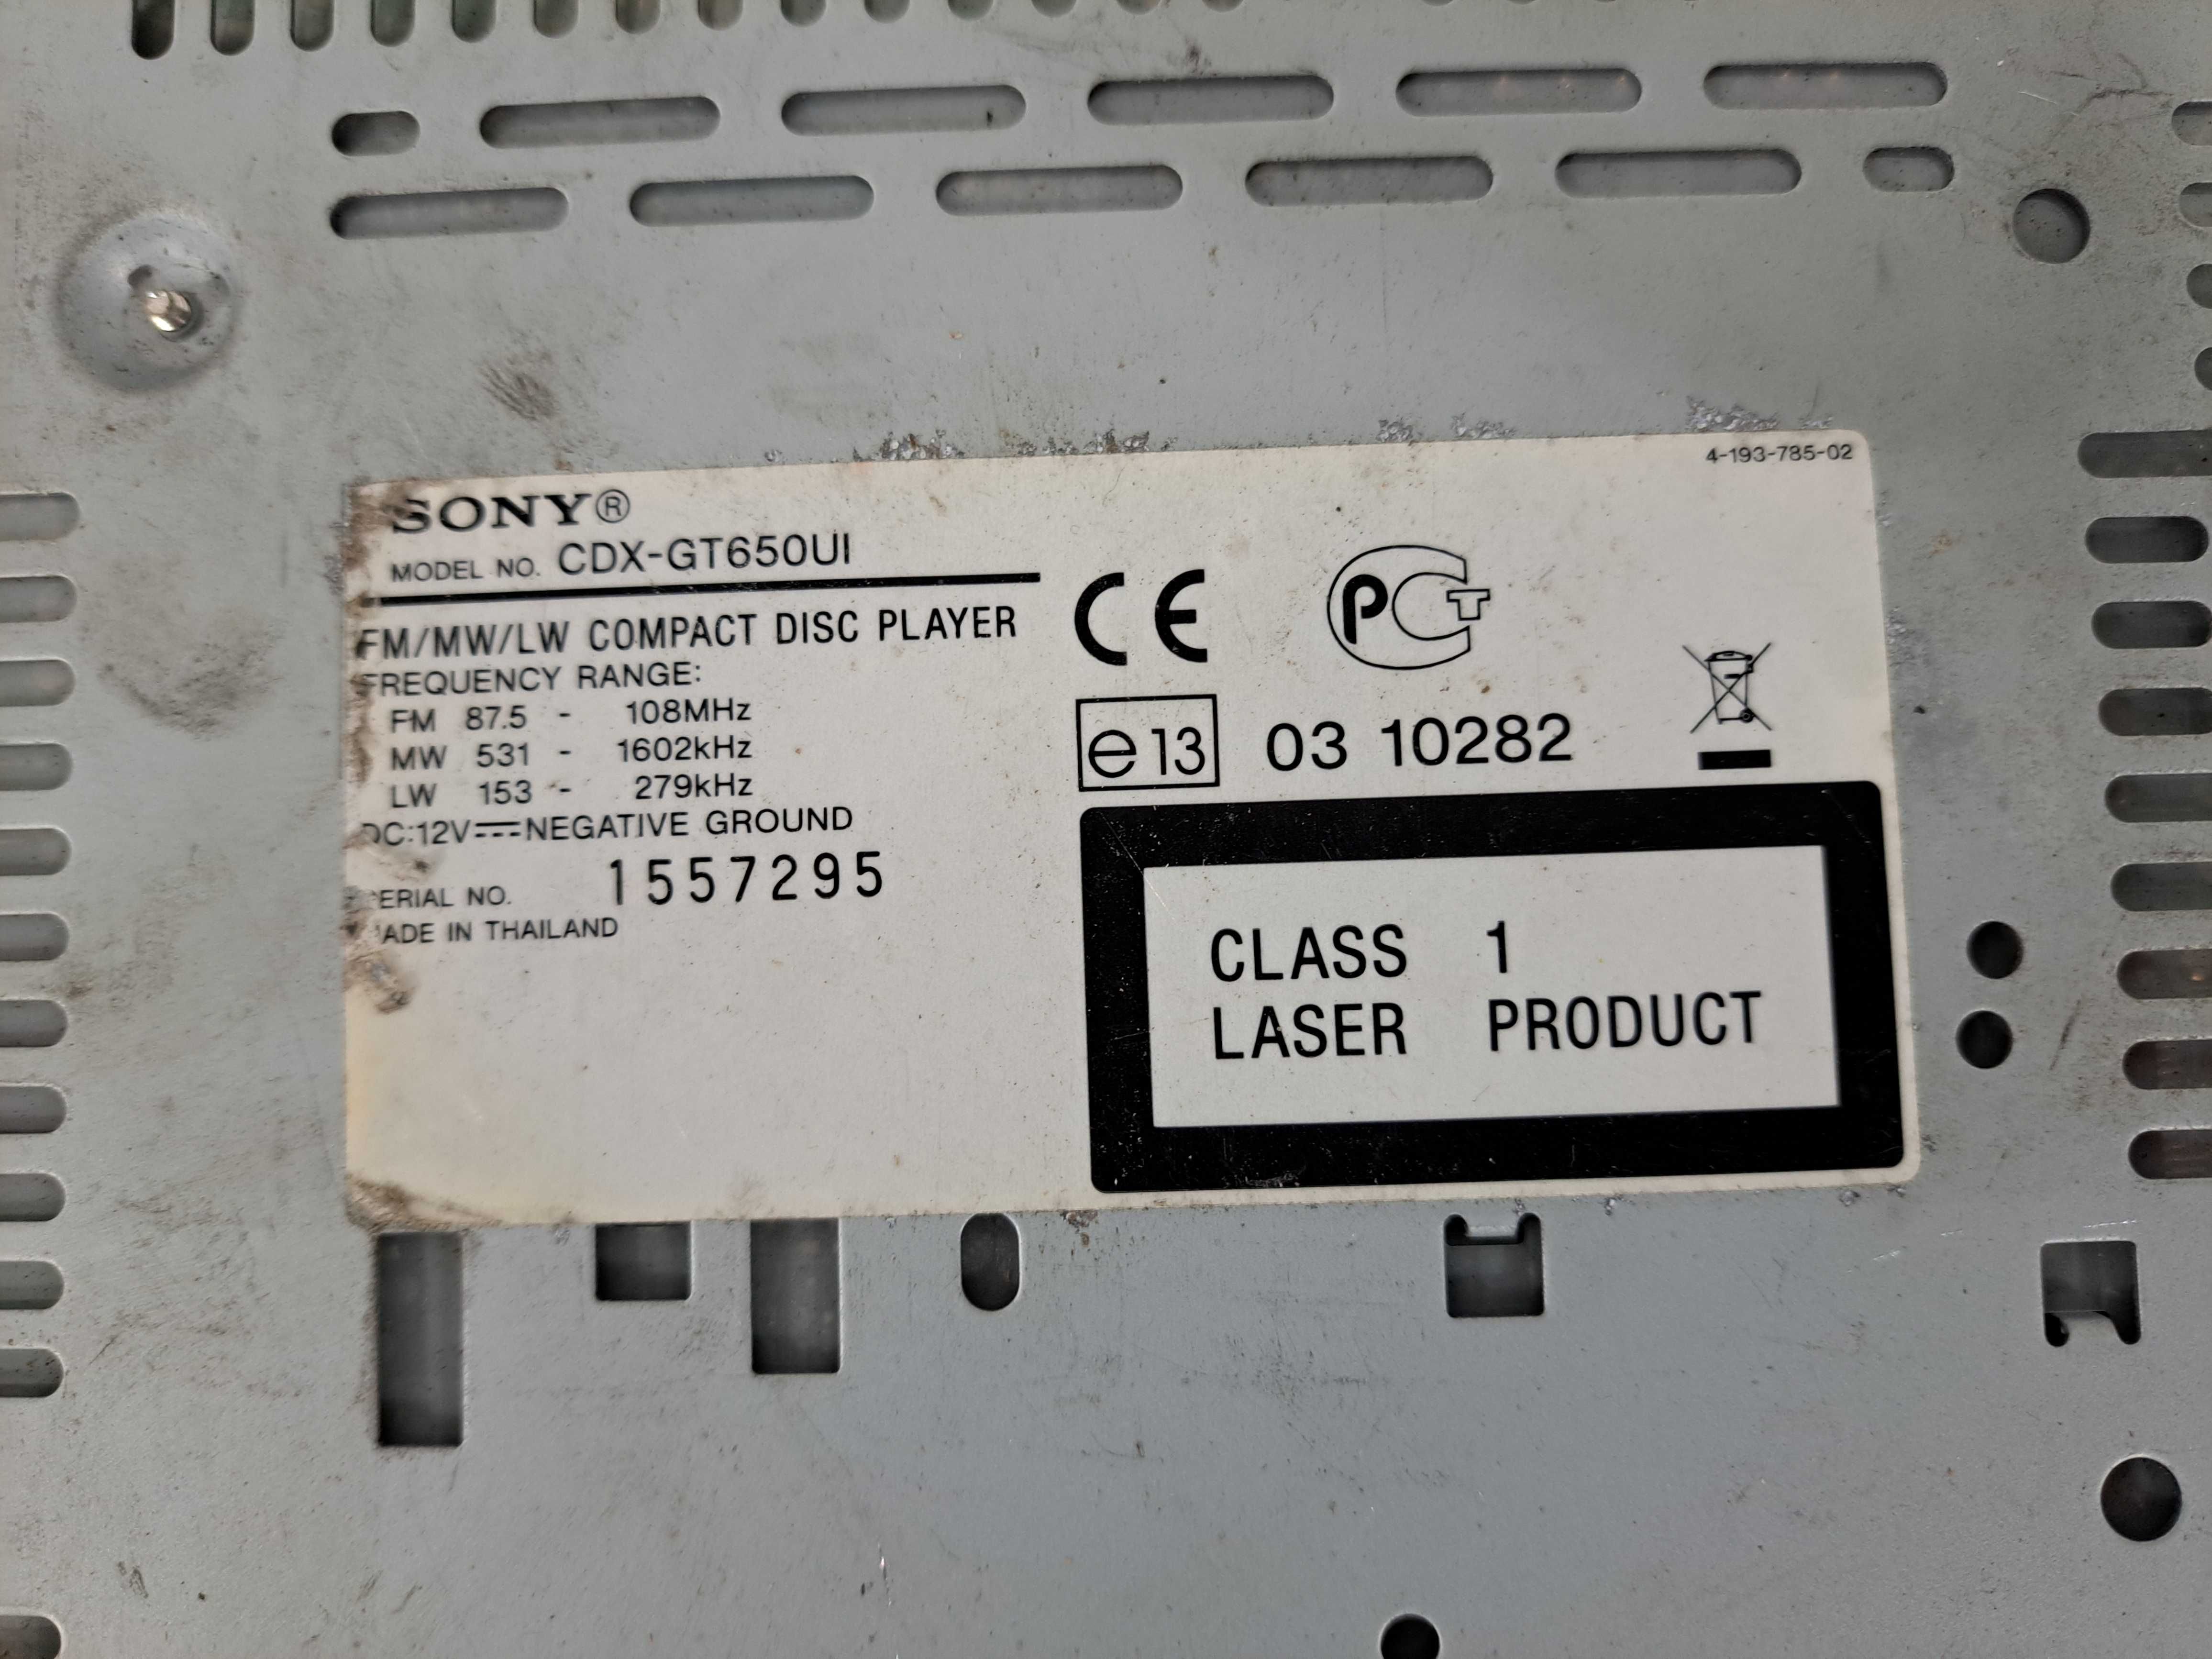 4-193-785-02
SONY®
MODEL NO. CDX-GT650UI
FM/MW/LW COMPACT DISC PLAYER
FREQUENCY RANGE:
FM 87.5 - 108MHz
MW 531 - 1602kHz
LW 153 - 279kHz
DC:12V⎓NEGATIVE GROUND
SERIAL NO. 1557295
MADE IN THAILAND
CE
PCT
e13 03 10282
CLASS 1
LASER PRODUCT